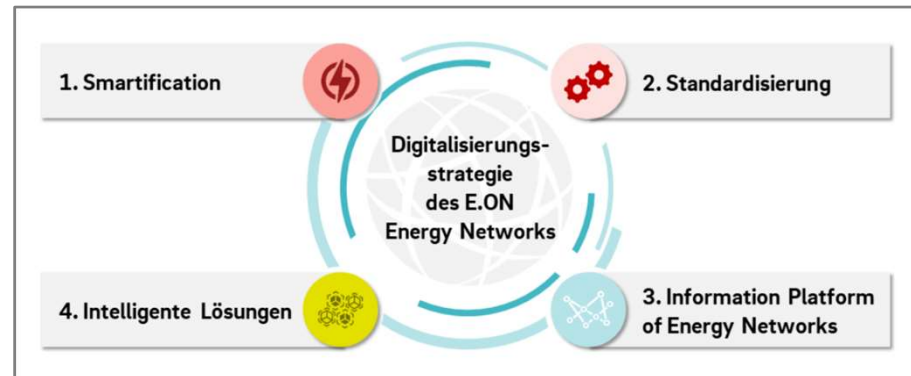 1. Smartification
2. Standardisierung
Digitalisierungs-
strategie
des E.ON
Energy Networks
4. Intelligente Lösungen
3. Information Platform
of Energy Networks